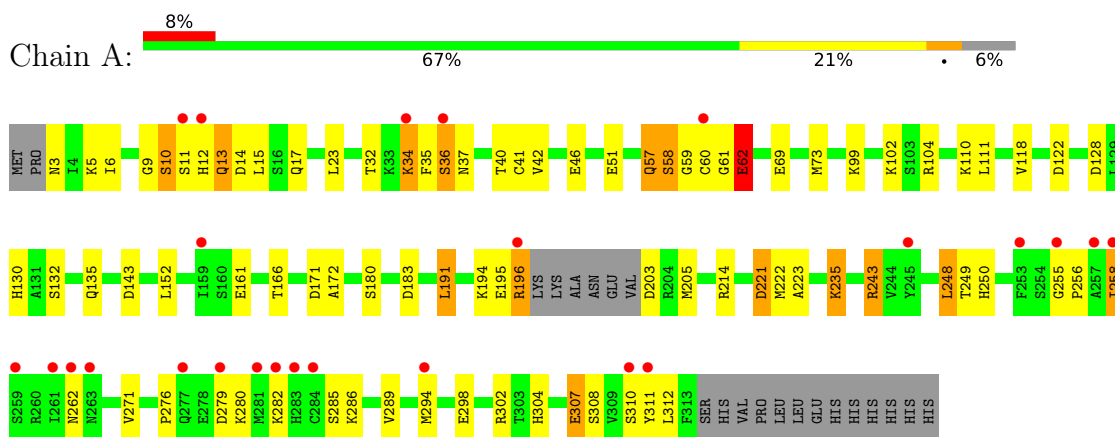 8%
Chain A:
67% 21% • 6%
MET PRO N3 I4 K5 I6 G9 S10 S11 H12 Q13 D14 L15 S16 Q17 L23 T32 K33 K34 F35 S36 N37 T40 C41 V42 E46 E51 Q57 S58 G59 C60 G61 E62 E69 M73 K99 K102 S103 R104 K110 L111 V118 D122 D128 L129
H130 A131 S132 Q135 D143 L152 I159 S160 E161 T166 D171 A172 S180 D183 L191 K194 E195 R196 LYS LYS ALA ASN GLU VAL D203 R204 M205 R214 D221 M222 A223 K235 R243 V244 Y245 L248 T249 H250 F253 S254 G255 P256 A257 I258
S259 R260 I261 N262 N263 V271 P276 Q277 E278 D279 K280 M281 K282 H283 C284 S285 K286 V289 M294 E298 R302 T303 H304 E307 S308 V309 S310 Y311 L312 F313 SER HIS VAL PRO LEU LEU GLU HIS HIS HIS HIS HIS HIS